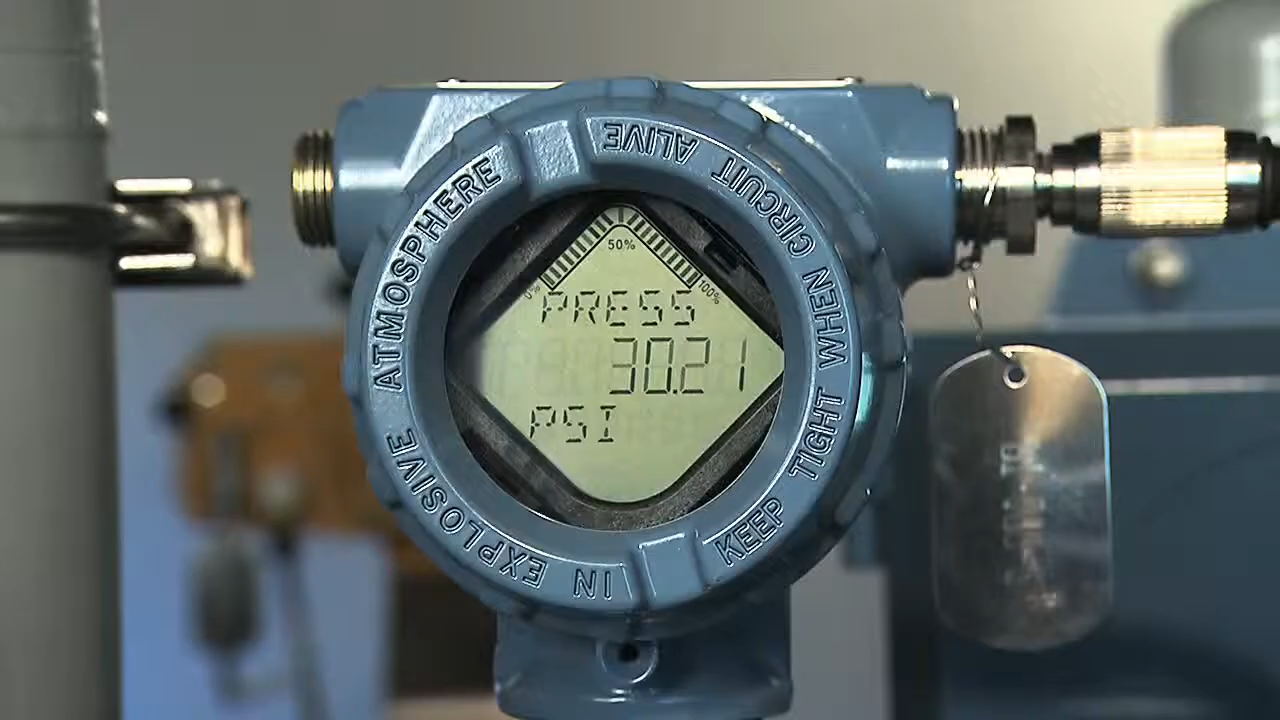 50%
0% 100%
PRESS
30.21
PSI
KEEP TIGHT WHEN CIRCUIT ALIVE
IN EXPLOSIVE ATMOSPHERE